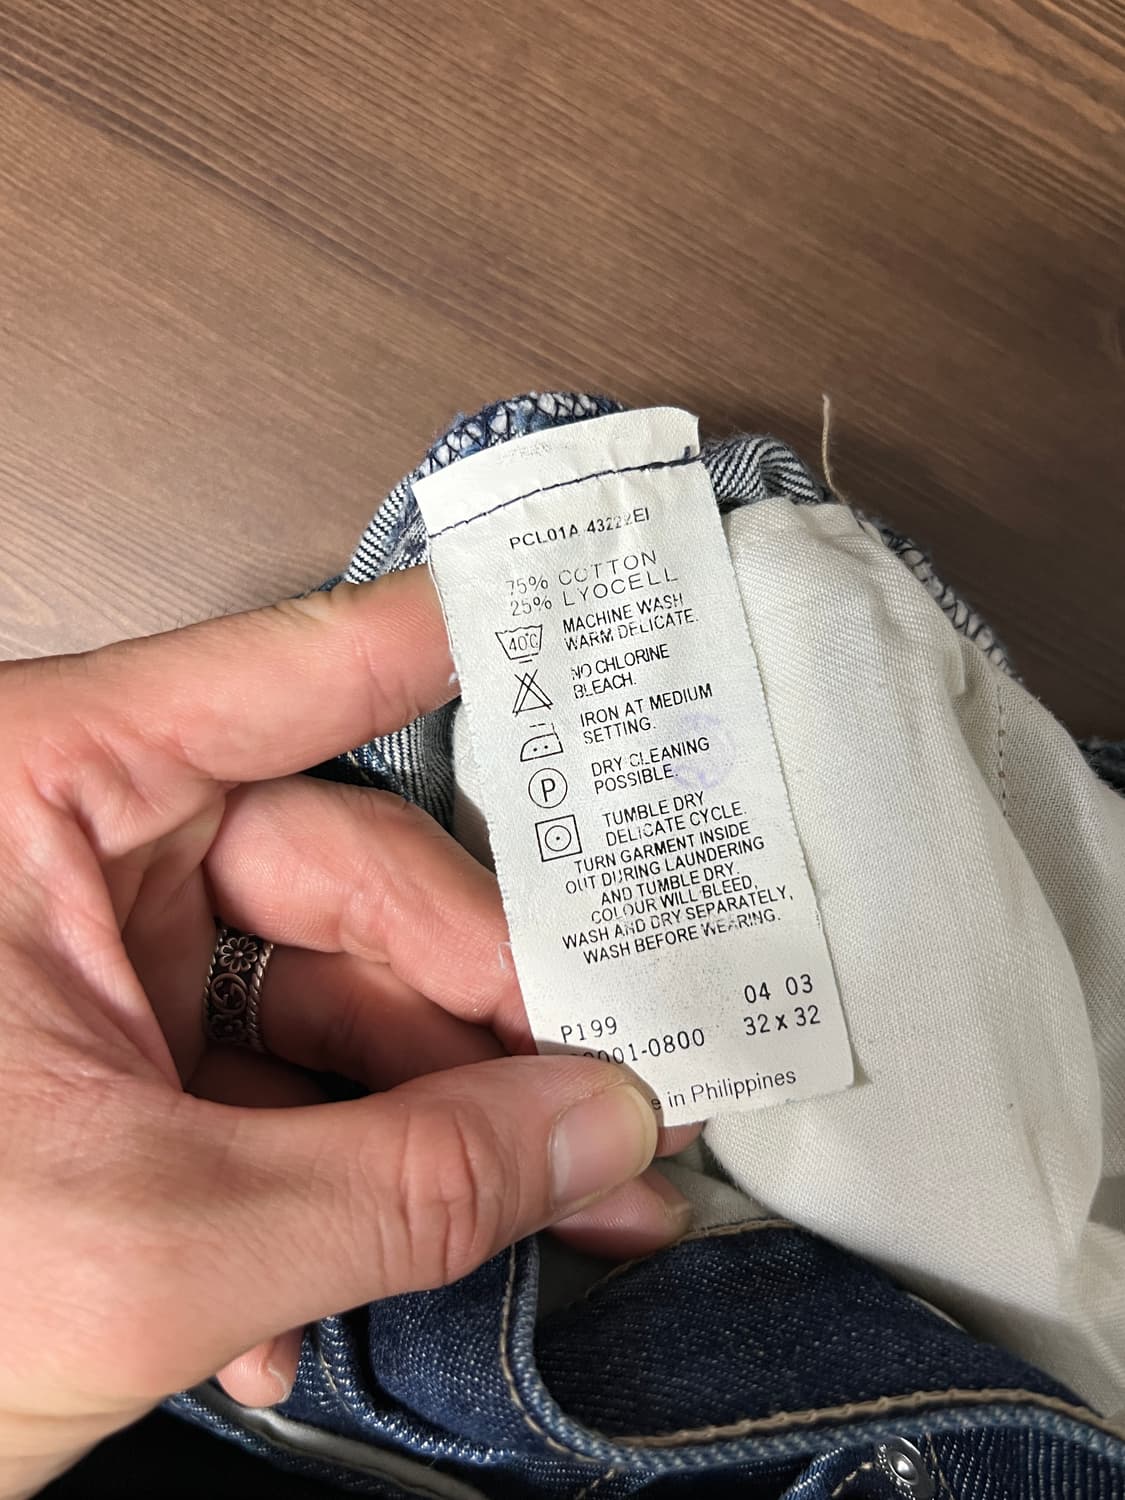 PCL01A 43222EI
75% COTTON
25% LYOCELL
40°C
MACHINE WASH
WARM DELICATE.
NO CHLORINE
BLEACH.
IRON AT MEDIUM
SETTING.
P
DRY CLEANING
POSSIBLE.
TUMBLE DRY
DELICATE CYCLE.
TURN GARMENT INSIDE
OUT DURING LAUNDERING
AND TUMBLE DRY.
COLOUR WILL BLEED,
WASH AND DRY SEPARATELY,
WASH BEFORE WEARING.
04 03
P199
32 x 32
001-0800
in Philippines